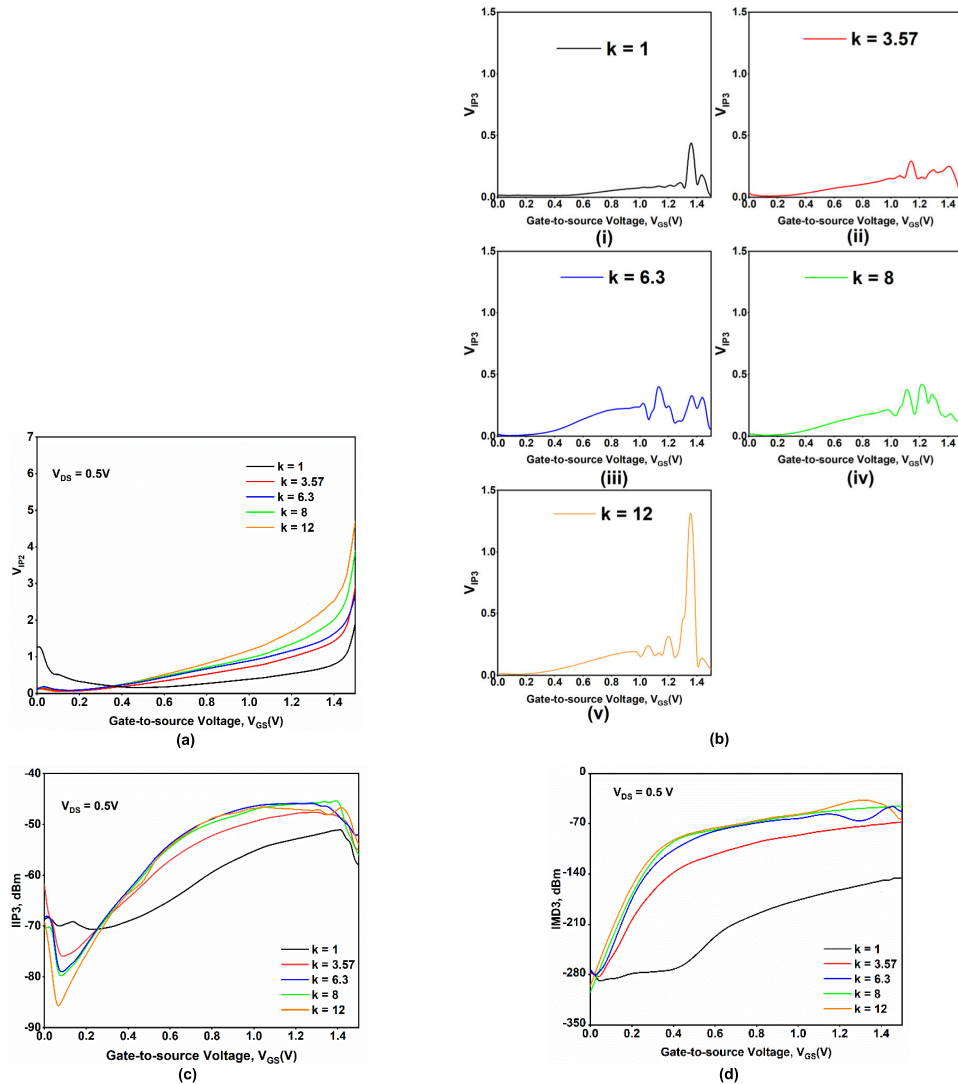 1.5
1.0
0.5
0.0
V_IP3
k = 1
0.0 0.2 0.4 0.6 0.8 1.0 1.2 1.4
Gate-to-source Voltage, V_GS(V)
(i)
1.5
1.0
0.5
0.0
V_IP3
k = 3.57
0.0 0.2 0.4 0.6 0.8 1.0 1.2 1.4
Gate-to-source Voltage, V_GS(V)
(ii)
1.5
1.0
0.5
0.0
V_IP3
k = 6.3
0.0 0.2 0.4 0.6 0.8 1.0 1.2 1.4
Gate-to-source Voltage, V_GS(V)
(iii)
1.5
1.0
0.5
0.0
V_IP3
k = 8
0.0 0.2 0.4 0.6 0.8 1.0 1.2 1.4
Gate-to-source Voltage, V_GS(V)
(iv)
7
6
5
4
3
2
1
0
V_IP2
V_DS = 0.5V
k = 1
k = 3.57
k = 6.3
k = 8
k = 12
0.0 0.2 0.4 0.6 0.8 1.0 1.2 1.4
Gate-to-source Voltage, V_GS(V)
(a)
1.5
1.0
0.5
0.0
V_IP3
k = 12
0.0 0.2 0.4 0.6 0.8 1.0 1.2 1.4
Gate-to-source Voltage, V_GS(V)
(v)
(b)
-40
-50
-60
-70
-80
-90
IIP3, dBm
V_DS = 0.5V
k = 1
k = 3.57
k = 6.3
k = 8
k = 12
0.0 0.2 0.4 0.6 0.8 1.0 1.2 1.4
Gate-to-source Voltage, V_GS(V)
(c)
0
-70
-140
-210
-280
-350
IMD3, dBm
V_DS = 0.5 V
k = 1
k = 3.57
k = 6.3
k = 8
k = 12
0.0 0.2 0.4 0.6 0.8 1.0 1.2 1.4
Gate-to-source Voltage, V_GS(V)
(d)